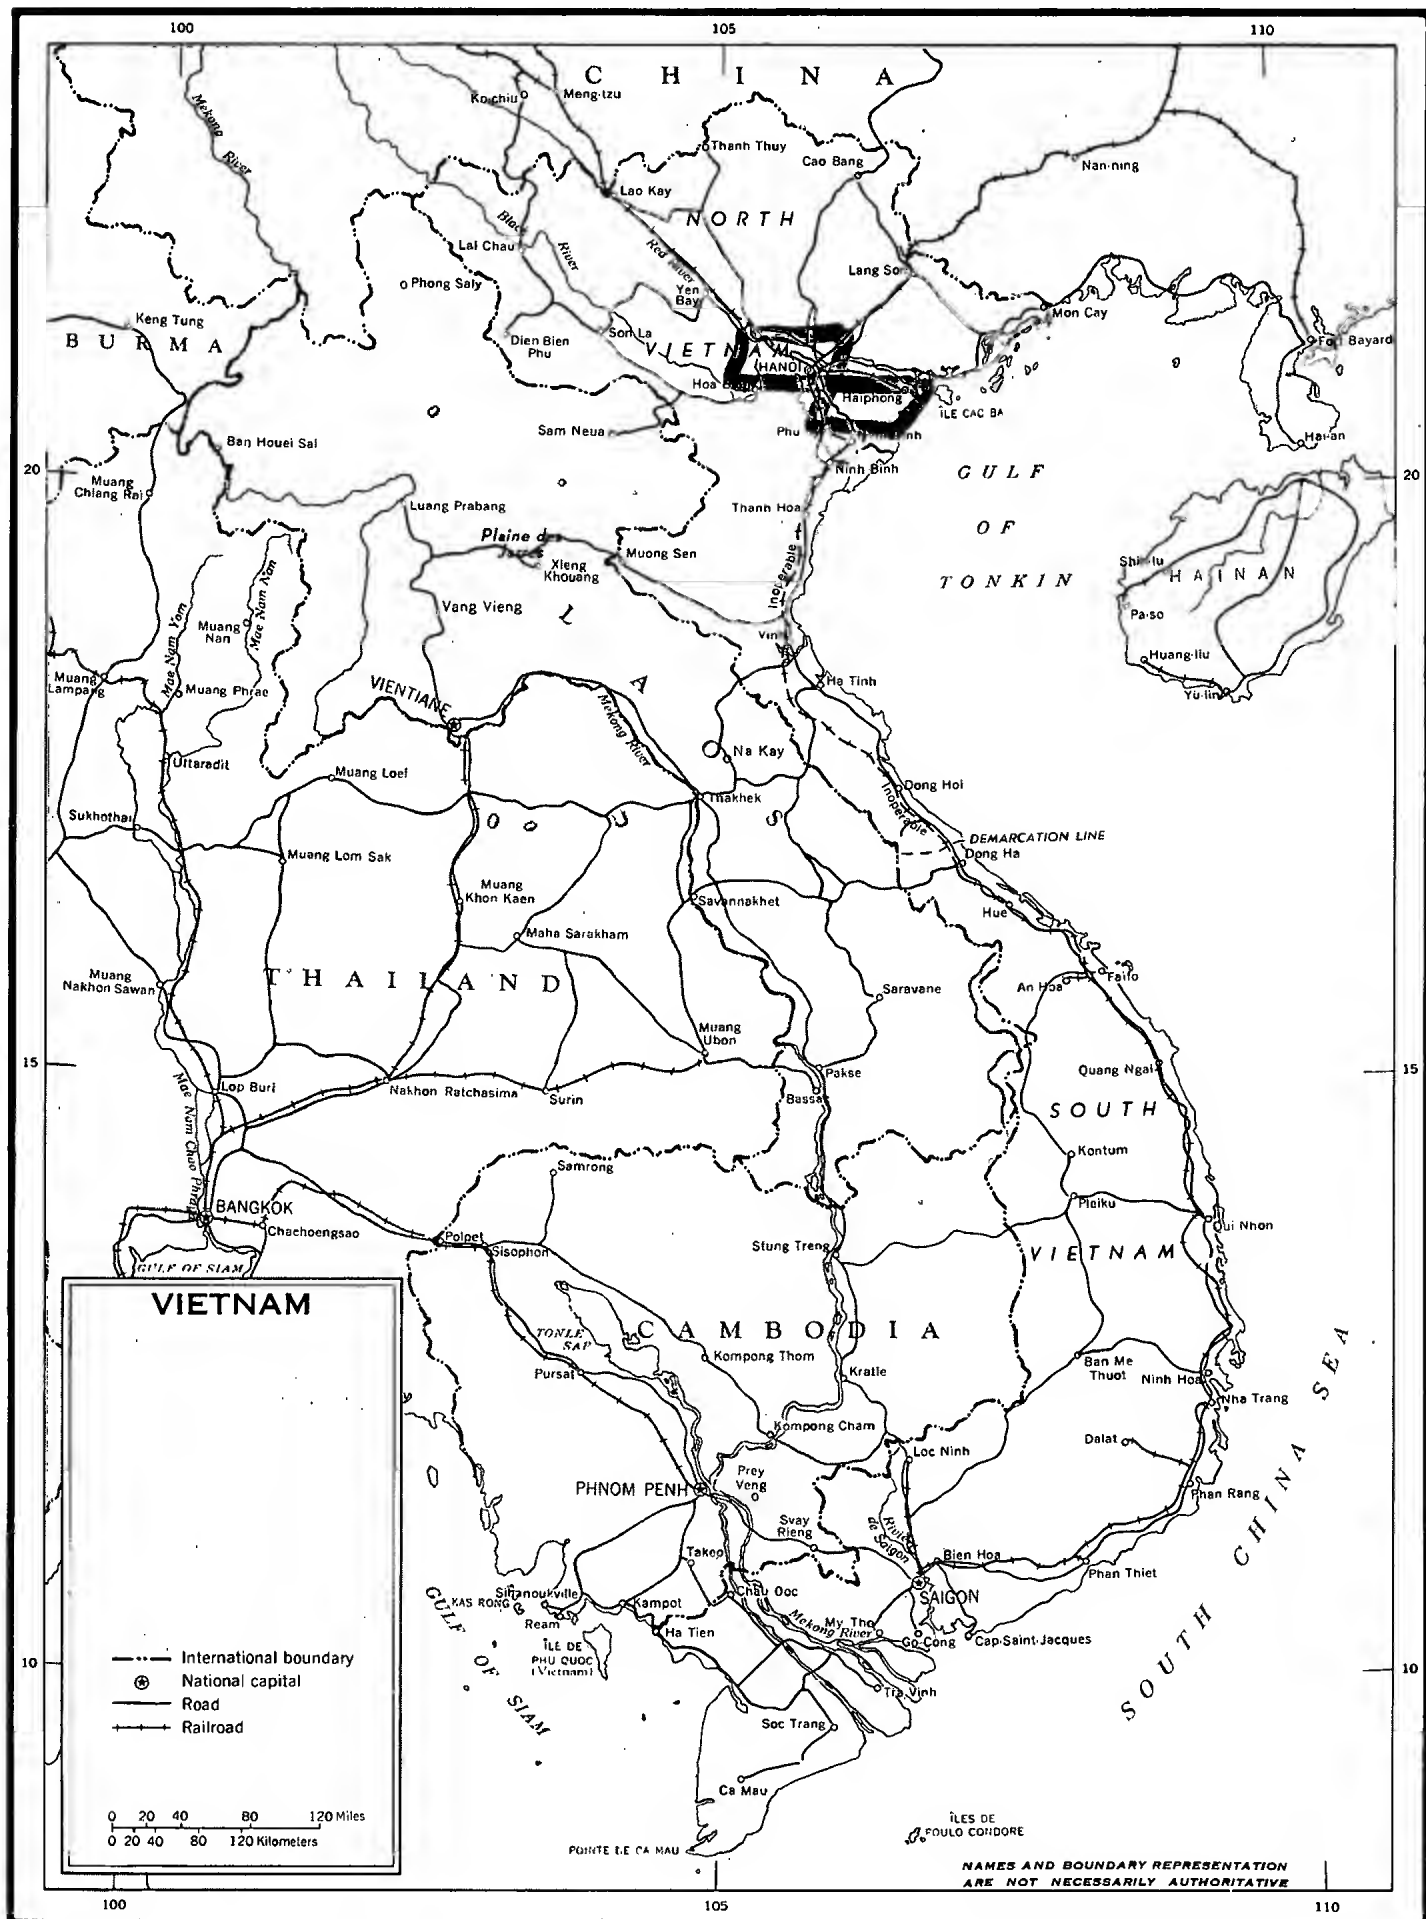 100
105
110
C H I N A
Ko-chiu
Meng-tzu
Mekong
River
Thanh Thuy
Cao Bang
Nan-ning
Lao Kay
NORTH
Black
River
Lai Chau
Red River
Lang Son
Yen
Bay
Phong Saly
Mon Cay
Keng Tung
BURMA
Dien Bien
Phu
Son La
VIETNAM
Fort Bayard
HANOI
Haiphong
ÎLE CAC BA
Sam Neua
Phu
Hai-an
Ban Houei Sai
20
Ninh Binh
GULF
20
Muang
Chiang Rai
Luang Prabang
Thanh Hoa
OF
Plaine des
Jarres
Muong Sen
Xieng
Khouang
Inoperable
Shih-lu
HAINAN
TONKIN
Mae Nam Nan
Mae Nam Yom
Vang Vieng
Pa-so
Muang
Nan
L
Vinh
Huang-liu
Muang
Lampang
Muang Phrae
VIENTIANE
A
Ha Tinh
Yü-lin
Mekong River
Na Kay
Uttaradit
Muang Loei
Dong Hoi
Thakhek
Inoperable
Sukhothai
O
U
S
DEMARCATION LINE
Dong Ha
Muang Lom Sak
Muang
Khon Kaen
Savannakhet
Hue
Maha Sarakham
Muang
Nakhon Sawan
THAILAND
Saravane
An Hoa
Faifo
Muang
Ubon
15
Quang Ngai
15
Pakse
Lop Buri
Nakhon Ratchasima
Surin
Bassac
SOUTH
Mae Nam Chao Phraya
Kontum
Samrong
BANGKOK
Pleiku
Chachoengsao
Qui Nhon
Poipet
Sisophon
Stung Treng
VIETNAM
GULF OF SIAM
VIETNAM
TONLE
SAP
CAMBODIA
Kompong Thom
Ban Me
Thuot
Pursat
Kratie
Ninh Hoa
Nha Trang
Kompong Cham
Dalat
Loc Ninh
Prey
Veng
PHNOM PENH
Phan Rang
Svay
Rieng
Rivière
de Saigon
SOUTH CHINA SEA
Takeo
Bien Hoa
Phan Thiet
Chau Doc
SAIGON
Sihanoukville
KAS RONG
Kampot
Mekong River
My Tho
Ream
Ha Tien
Go Cong
Cap-Saint-Jacques
GULF OF SIAM
ÎLE DE
PHU QUOC
(Vietnam)
International boundary
10
10
National capital
Tra Vinh
Road
Soc Trang
Railroad
Ca Mau
0 20 40 80 120 Miles
0 20 40 80 120 Kilometers
ÎLES DE
POULO CONDORE
POINTE DE CA MAU
NAMES AND BOUNDARY REPRESENTATION
ARE NOT NECESSARILY AUTHORITATIVE
100
105
110